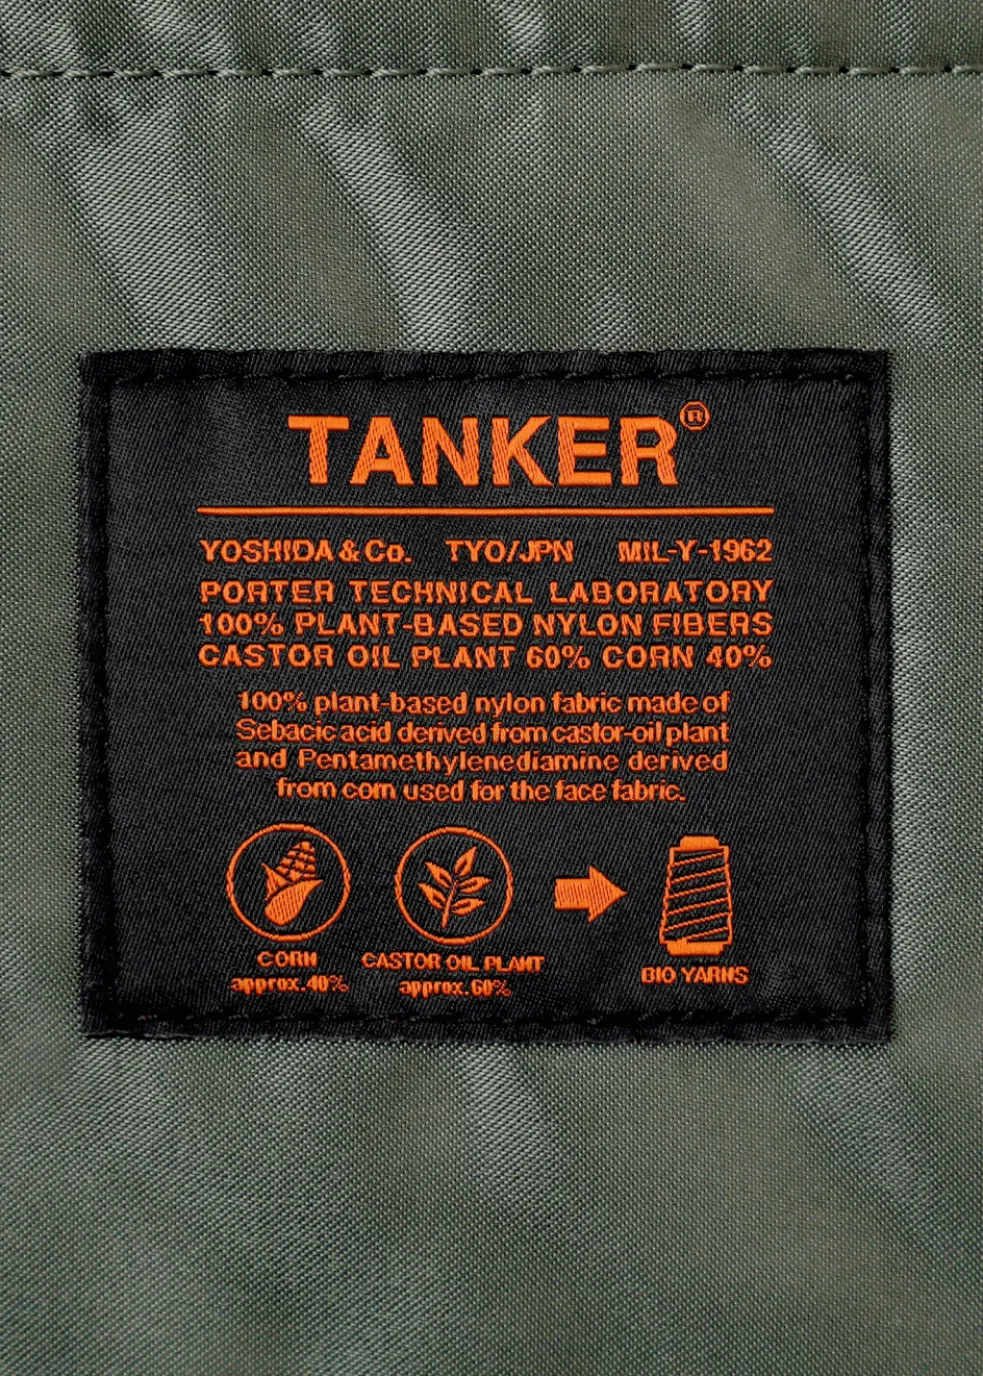 TANKER®
YOSHIDA & Co. TYO/JPN MIL-Y-1962
PORTER TECHNICAL LABORATORY
100% PLANT-BASED NYLON FIBERS
CASTOR OIL PLANT 60% CORN 40%
100% plant-based nylon fabric made of
Sebacic acid derived from castor-oil plant
and Pentamethylenediamine derived
from corn used for the face fabric.
CORN
approx.40%
CASTOR OIL PLANT
approx.60%
BIO YARNS